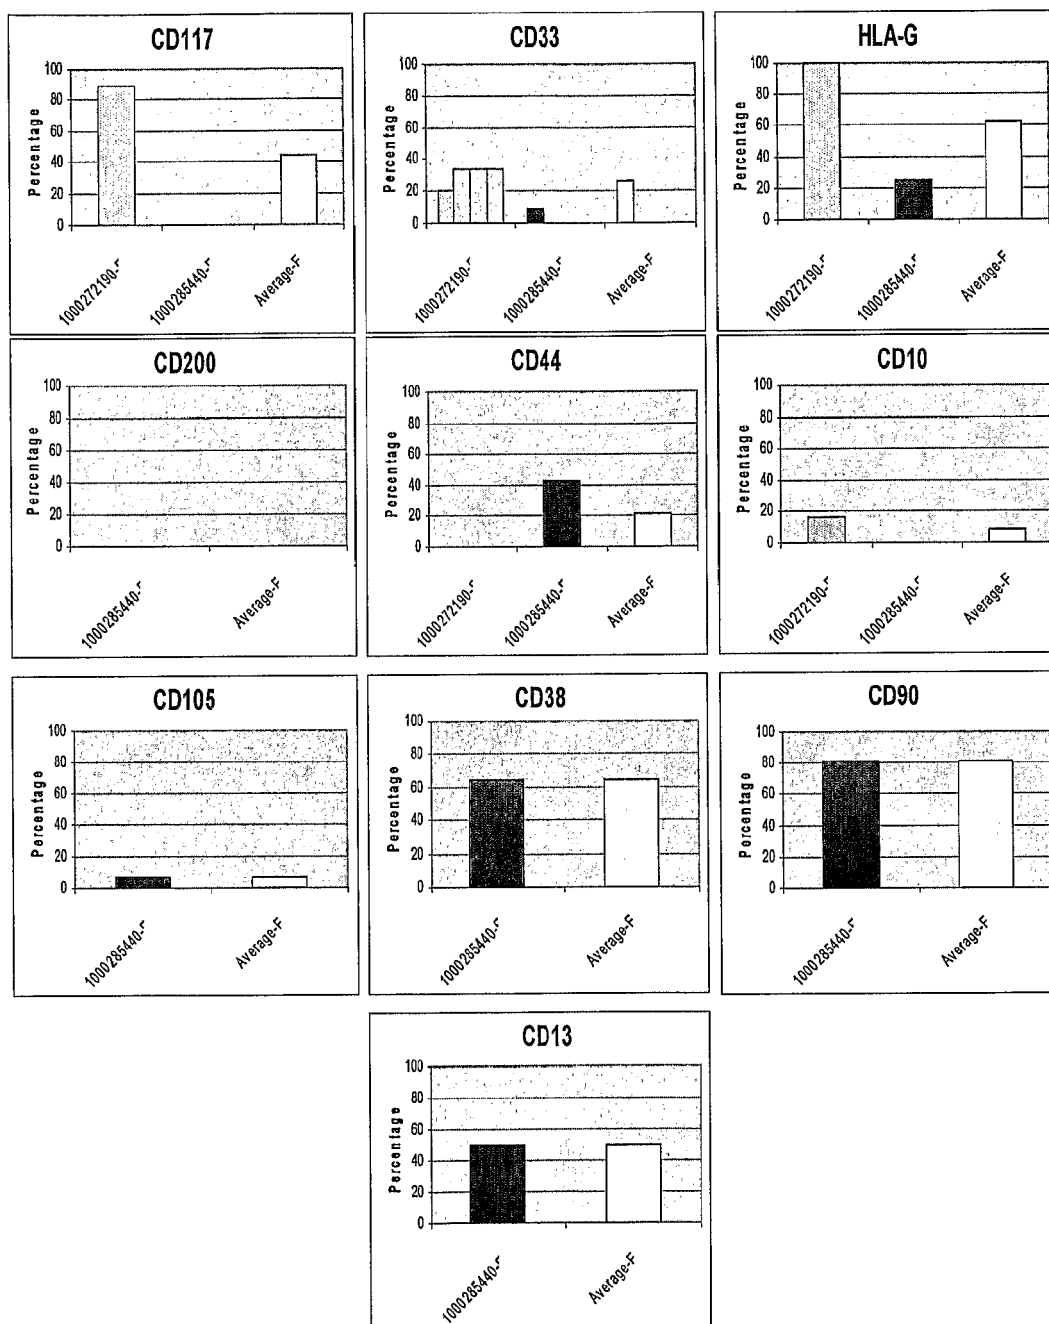 CD117
Percentage
100
80
60
40
20
0
1000272190-F
1000285440-F
Average-F
CD33
Percentage
100
80
60
40
20
0
1000272190-F
1000285440-F
Average-F
HLA-G
Percentage
100
80
60
40
20
0
1000272190-F
1000285440-F
Average-F
CD200
Percentage
100
80
60
40
20
0
1000285440-F
Average-F
CD44
Percentage
100
80
60
40
20
0
1000272190-F
1000285440-F
Average-F
CD10
Percentage
100
80
60
40
20
0
1000272190-F
1000285440-F
Average-F
CD105
Percentage
100
80
60
40
20
0
1000285440-F
Average-F
CD38
Percentage
100
80
60
40
20
0
1000285440-F
Average-F
CD90
Percentage
100
80
60
40
20
0
1000285440-F
Average-F
CD13
Percentage
100
80
60
40
20
0
1000285440-F
Average-F